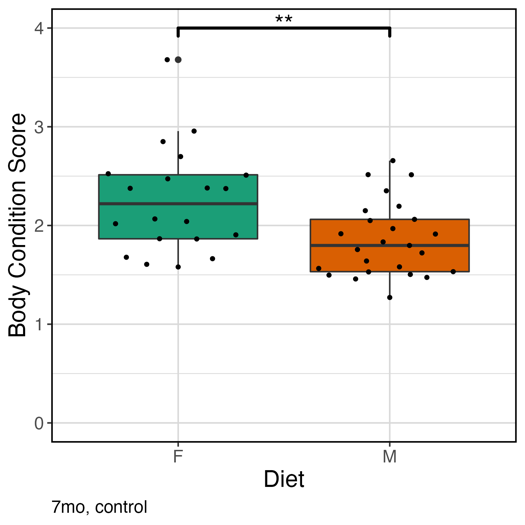 **
4
3
2
1
0
Body Condition Score
F M
Diet
7mo, control